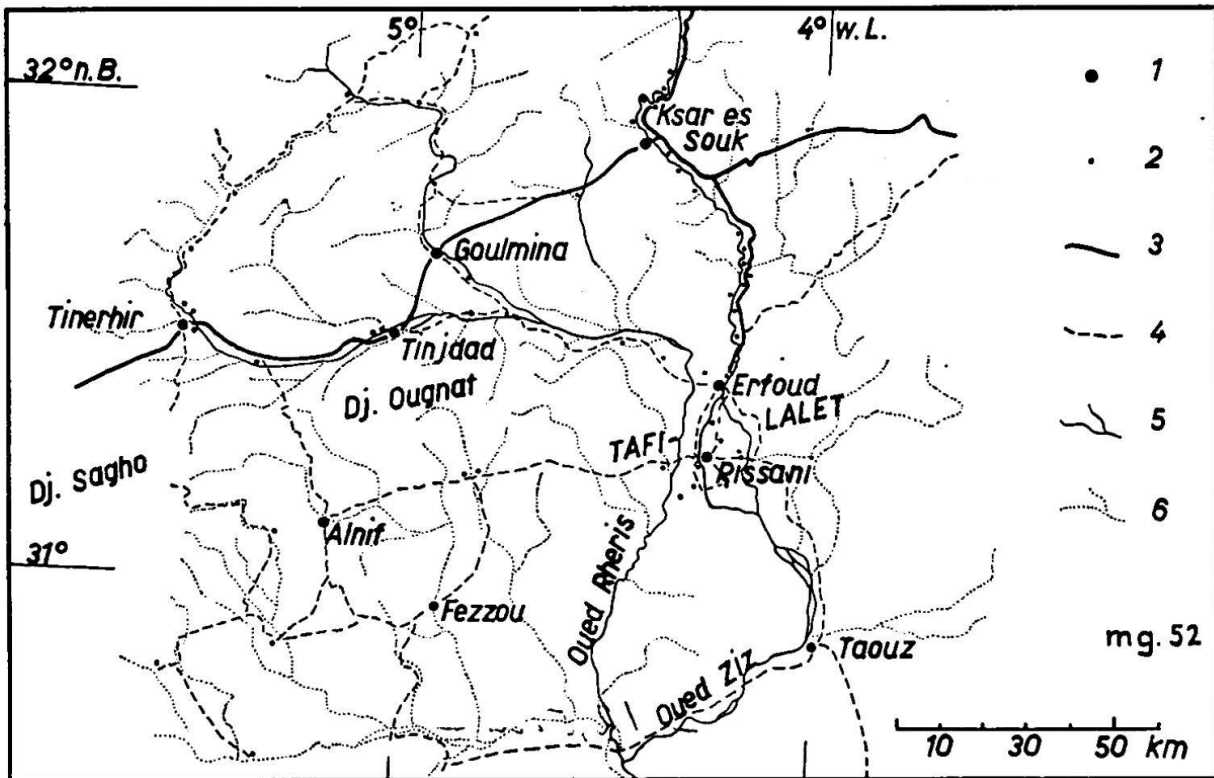 5°
4° w.L.
32° n.B.
1
Ksar es
Souk
2
3
Goulmina
Tinerhir
4
Tinjdad
Erfoud
Dj. Ougnat
LALET
5
TAFI
Rissani
Dj. Sagho
6
Alnif
31°
Oued Rheris
Fezzou
mg. 52
Taouz
Oued Ziz
10 30 50 km